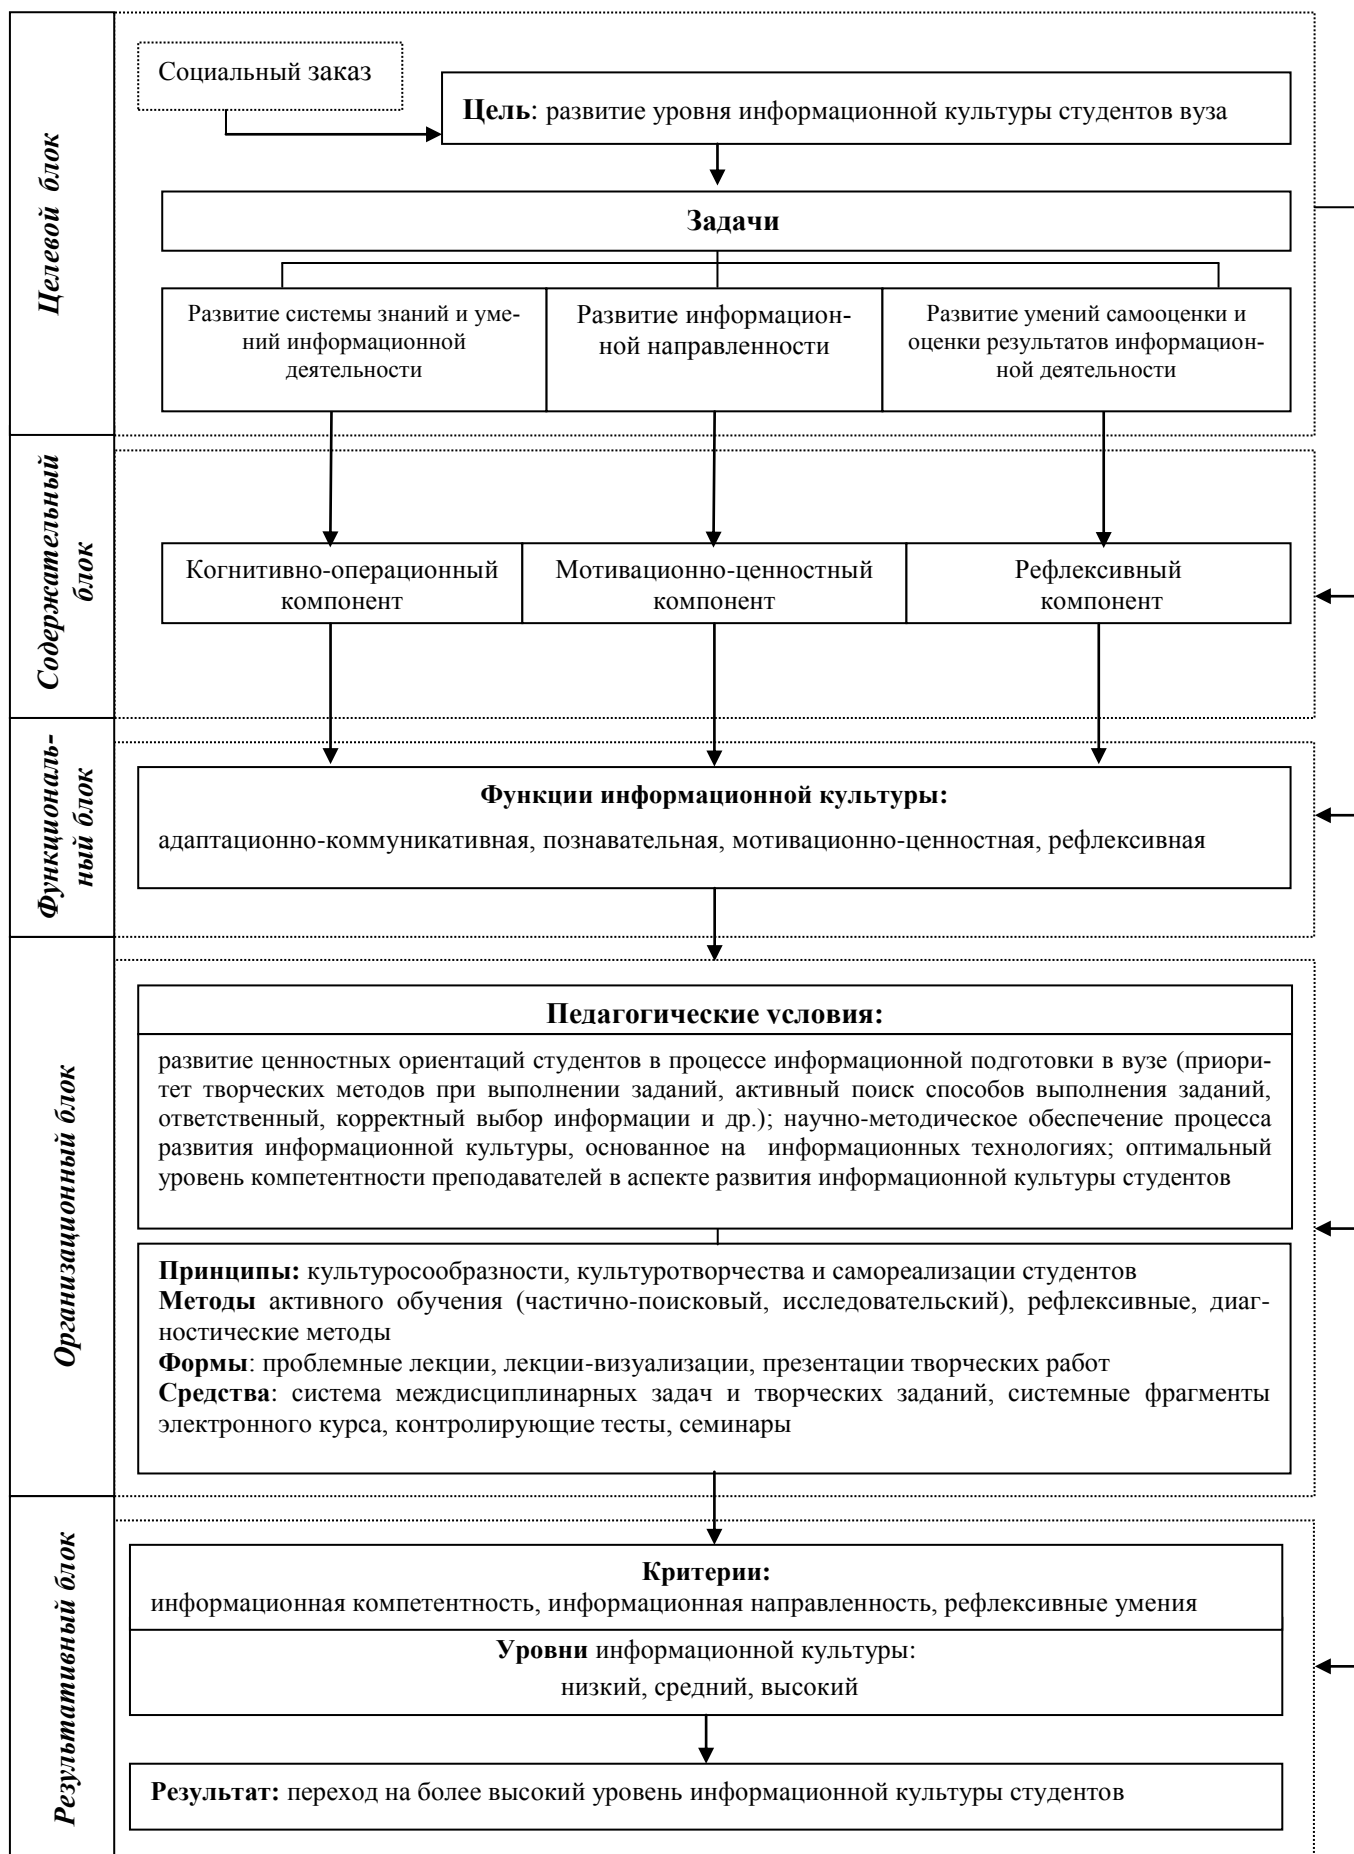 Целевой блок
Социальный заказ
Цель: развитие уровня информационной культуры студентов вуза
Задачи
Развитие системы знаний и уме-
ний информационной
деятельности
Развитие информацион-
ной направленности
Развитие умений самооценки и
оценки результатов информацион-
ной деятельности
Содержательный
блок
Когнитивно-операционный
компонент
Мотивационно-ценностный
компонент
Рефлексивный
компонент
Функциональ-
ный блок
Функции информационной культуры:
адаптационно-коммуникативная, познавательная, мотивационно-ценностная, рефлексивная
Организационный блок
Педагогические условия:
развитие ценностных ориентаций студентов в процессе информационной подготовки в вузе (приори-
тет творческих методов при выполнении заданий, активный поиск способов выполнения заданий,
ответственный, корректный выбор информации и др.); научно-методическое обеспечение процесса
развития информационной культуры, основанное на информационных технологиях; оптимальный
уровень компетентности преподавателей в аспекте развития информационной культуры студентов
Принципы: культуросообразности, культуротворчества и самореализации студентов
Методы активного обучения (частично-поисковый, исследовательский), рефлексивные, диаг-
ностические методы
Формы: проблемные лекции, лекции-визуализации, презентации творческих работ
Средства: система междисциплинарных задач и творческих заданий, системные фрагменты
электронного курса, контролирующие тесты, семинары
Результативный блок
Критерии:
информационная компетентность, информационная направленность, рефлексивные умения
Уровни информационной культуры:
низкий, средний, высокий
Результат: переход на более высокий уровень информационной культуры студентов